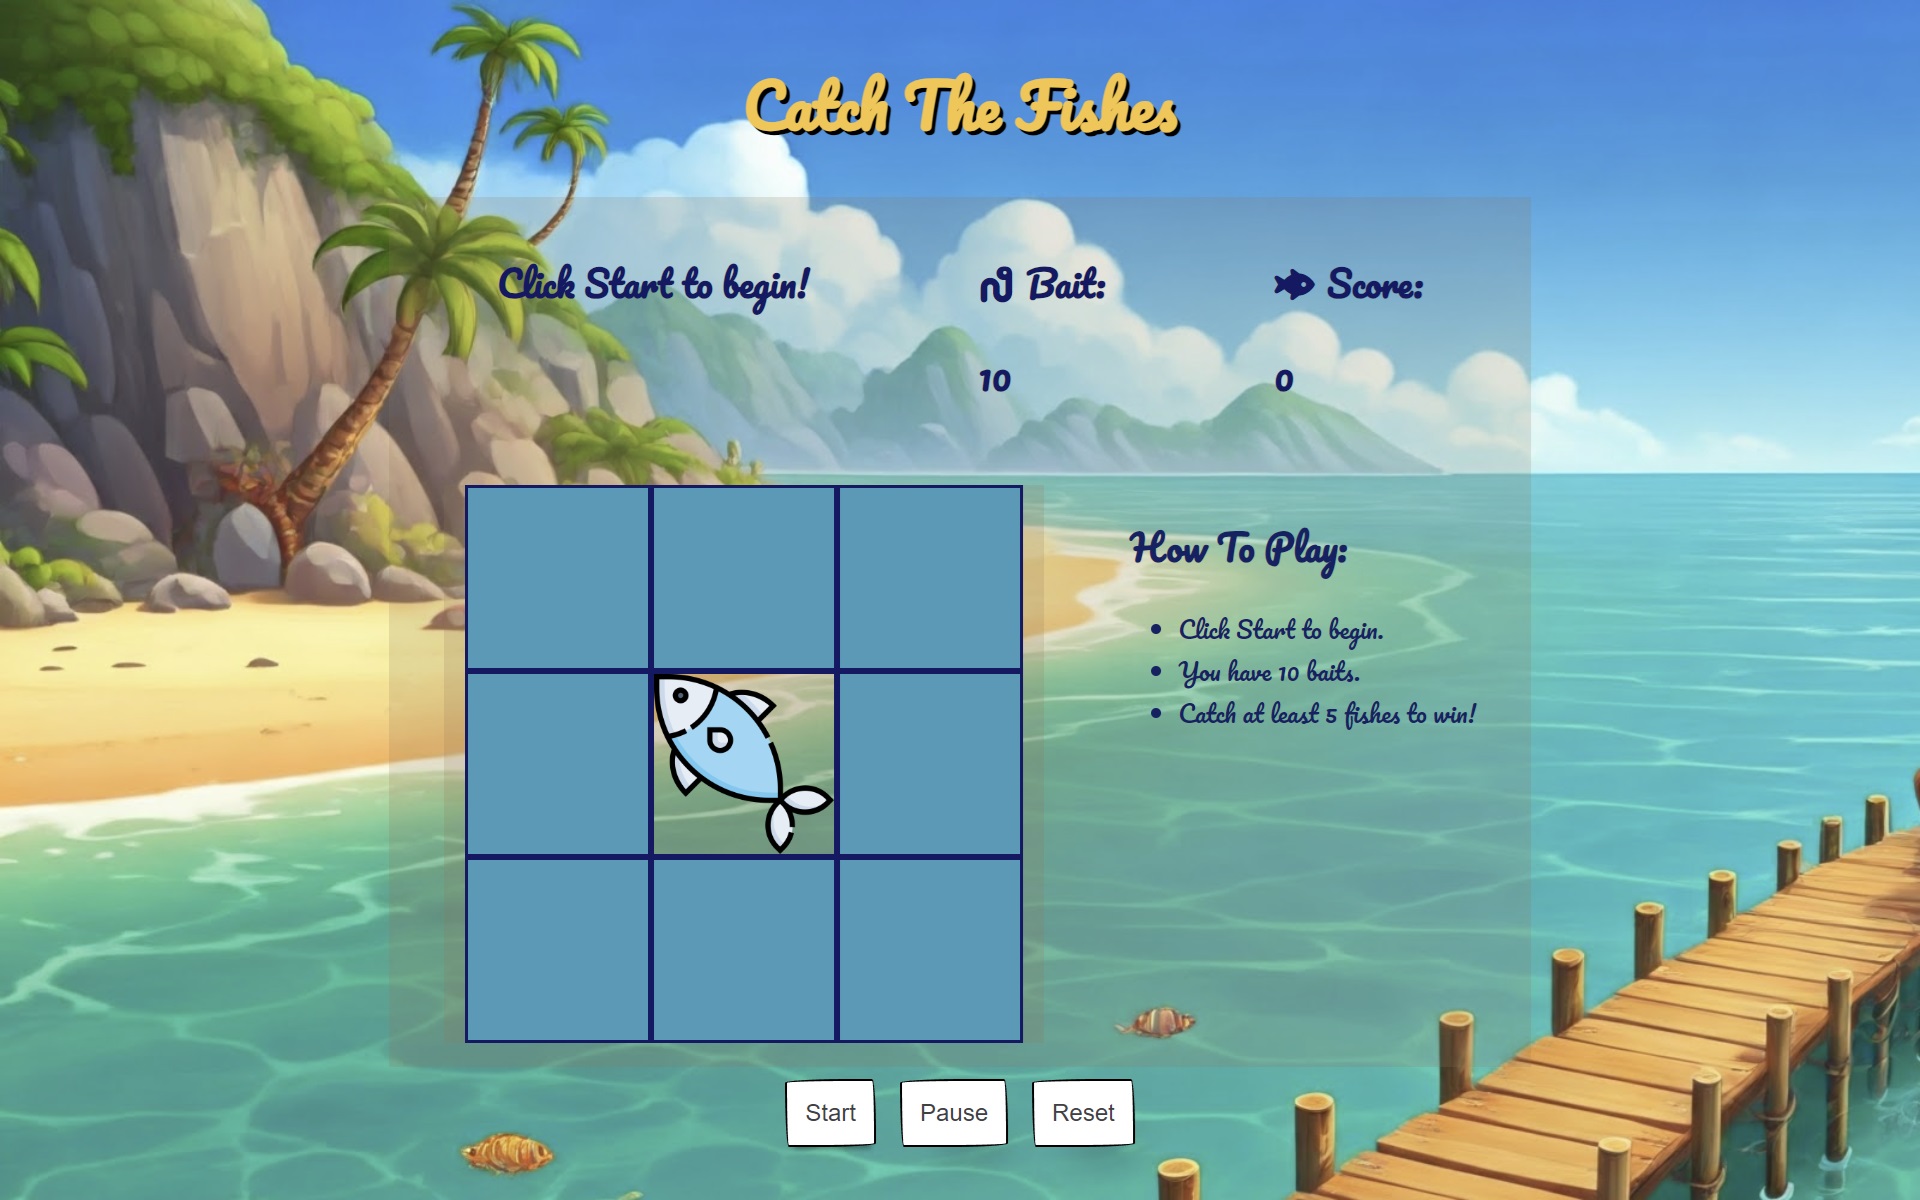 Catch The Fishes
Click Start to begin!
Bait:
Score:
10
0
How To Play:
Click Start to begin.
You have 10 baits.
Catch at least 5 fishes to win!
Start
Pause
Reset